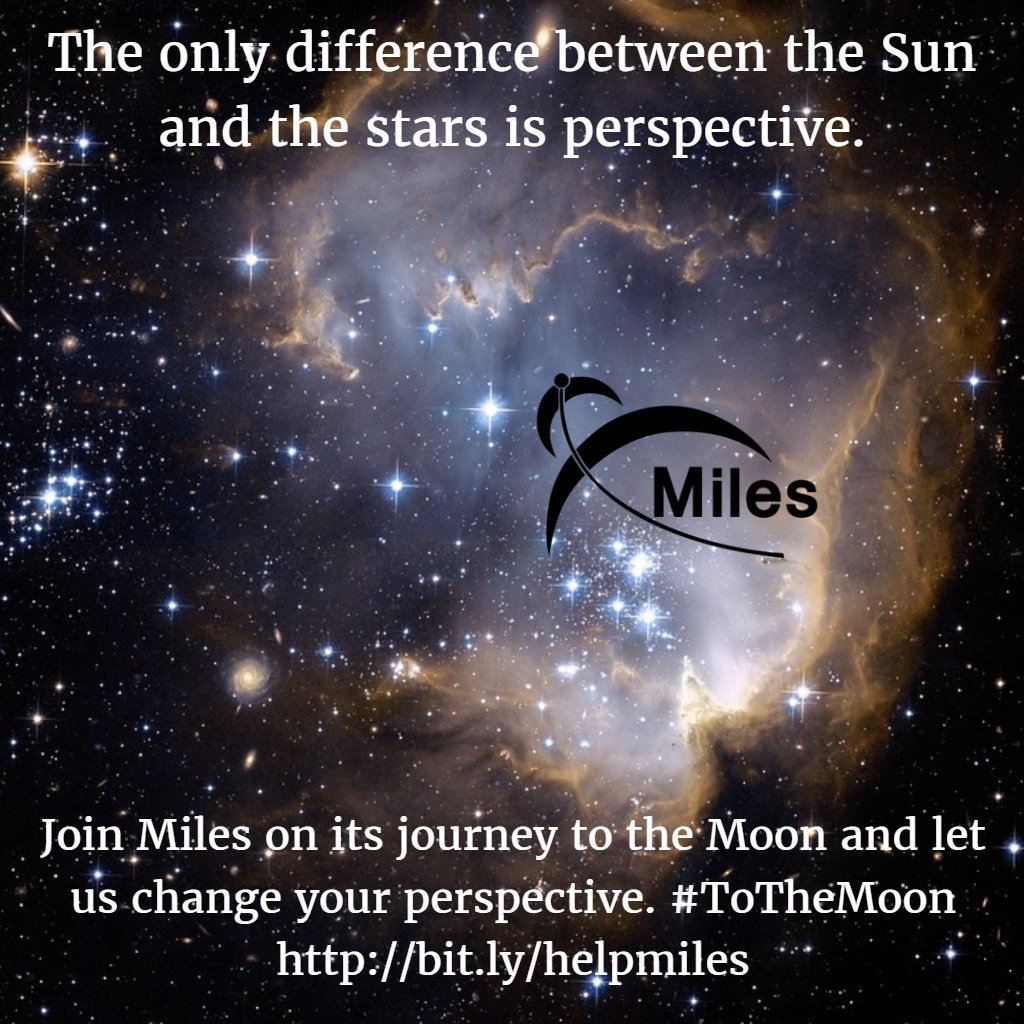 The only difference between the Sun
and the stars is perspective.
Miles
Join Miles on its journey to the Moon and let
us change your perspective. #ToTheMoon
http://bit.ly/helpmiles